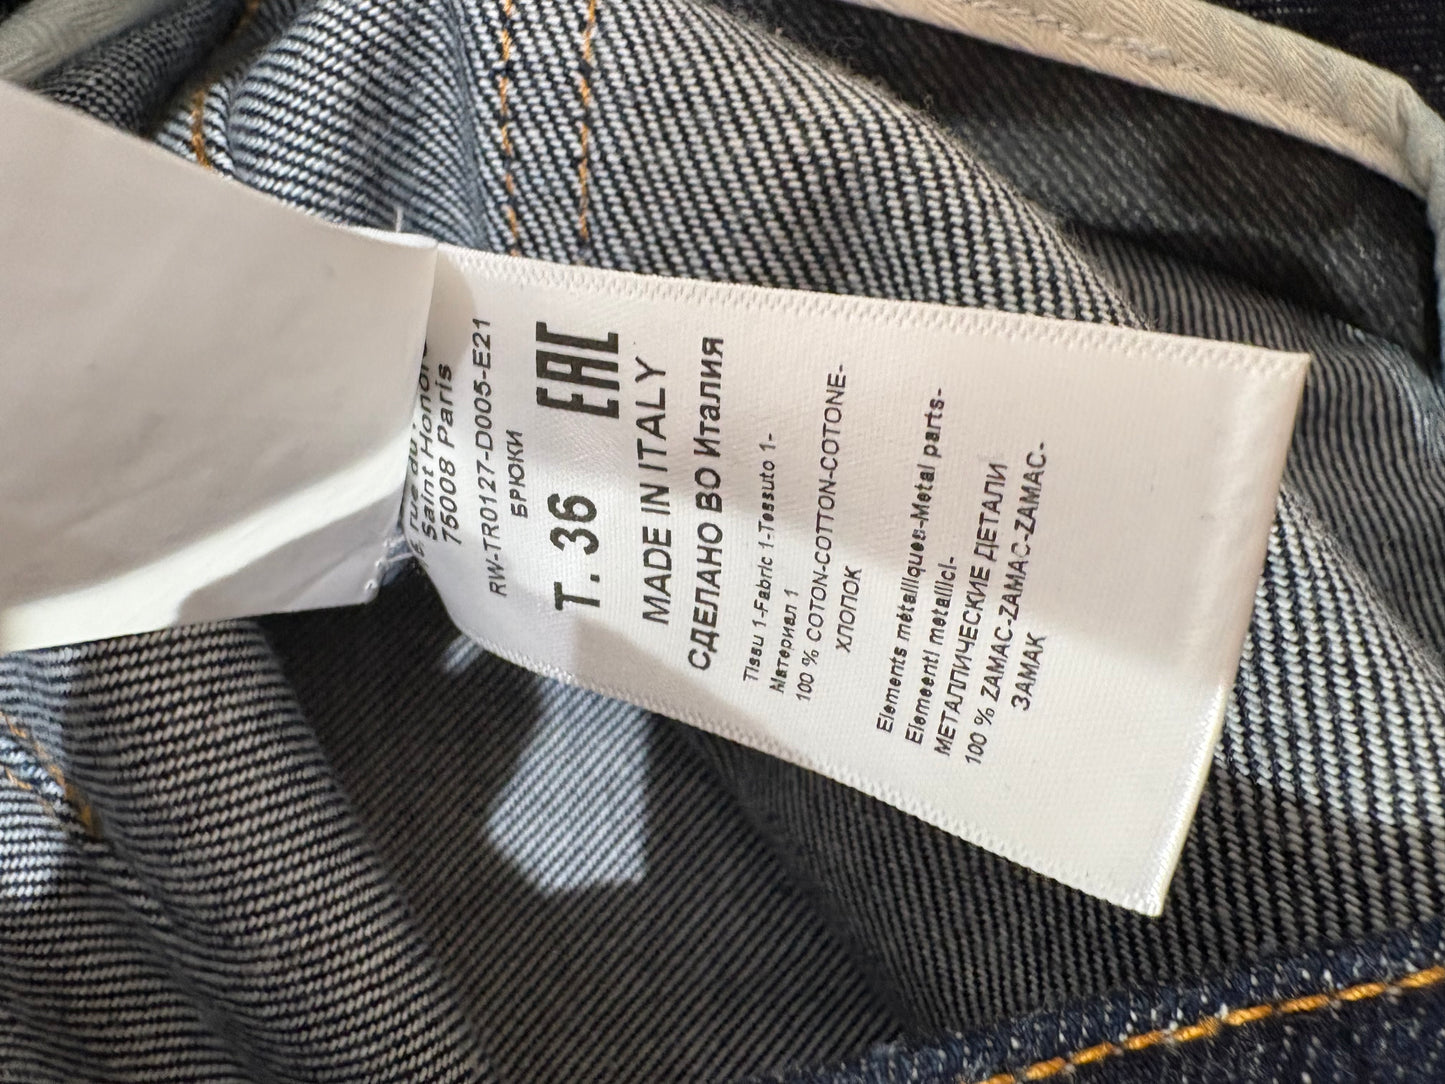 rue du
Saint Honor
75008 Paris
RW-TR0127-D005-E21
БРЮКИ
T. 36 EAC
MADE IN ITALY
СДЕЛАНО ВО ИТАЛИЯ
Tissu 1-Fabric 1-Tessuto 1-
Материал 1
100 % COTON-COTTON-COTONE-
ХЛОПОК
Elements métalliques-Metal parts-
Elemeenti metallici-
МЕТАЛЛИЧЕСКИЕ ДЕТАЛИ
100 % ZAMAC-ZAMAC-ZAMAC-
ЗАМАК